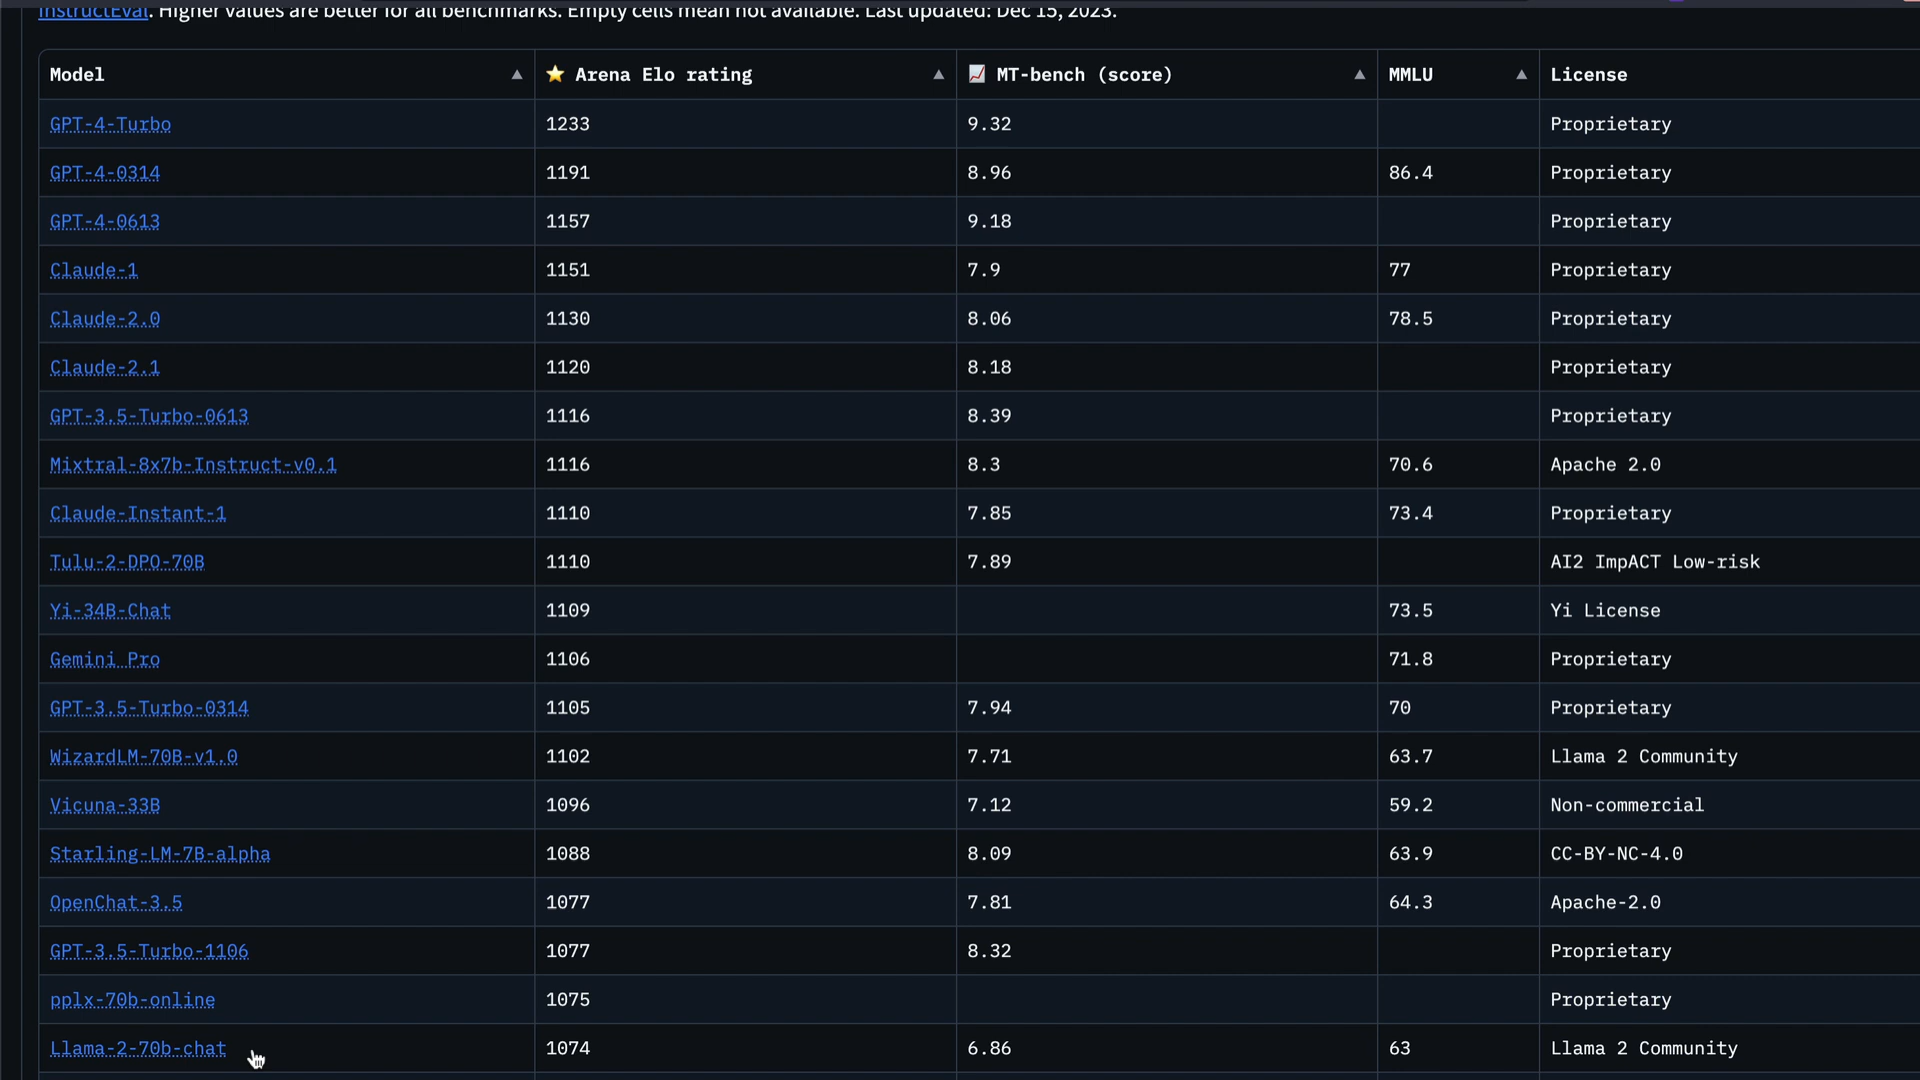 InstructEval. Higher values are better for all benchmarks. Empty cells mean not available. Last updated: Dec 15, 2023.
Model ▲ ⭐ Arena Elo rating ▲ 📈 MT-bench (score) ▲ MMLU ▲ License
GPT-4-Turbo 1233 9.32 Proprietary
GPT-4-0314 1191 8.96 86.4 Proprietary
GPT-4-0613 1157 9.18 Proprietary
Claude-1 1151 7.9 77 Proprietary
Claude-2.0 1130 8.06 78.5 Proprietary
Claude-2.1 1120 8.18 Proprietary
GPT-3.5-Turbo-0613 1116 8.39 Proprietary
Mixtral-8x7b-Instruct-v0.1 1116 8.3 70.6 Apache 2.0
Claude-Instant-1 1110 7.85 73.4 Proprietary
Tulu-2-DPO-70B 1110 7.89 AI2 ImpACT Low-risk
Yi-34B-Chat 1109 73.5 Yi License
Gemini Pro 1106 71.8 Proprietary
GPT-3.5-Turbo-0314 1105 7.94 70 Proprietary
WizardLM-70B-v1.0 1102 7.71 63.7 Llama 2 Community
Vicuna-33B 1096 7.12 59.2 Non-commercial
Starling-LM-7B-alpha 1088 8.09 63.9 CC-BY-NC-4.0
OpenChat-3.5 1077 7.81 64.3 Apache-2.0
GPT-3.5-Turbo-1106 1077 8.32 Proprietary
pplx-70b-online 1075 Proprietary
Llama-2-70b-chat 1074 6.86 63 Llama 2 Community